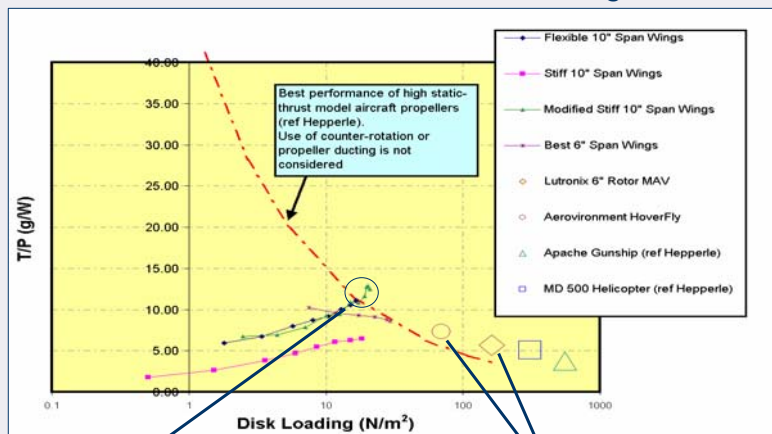 40.00
35.00
30.00
25.00
20.00
15.00
10.00
5.00
0.00
T/P (g/W)
0.1
1
10
100
1000
Disk Loading (N/m²)
Best performance of high static-
thrust model aircraft propellers
(ref Hepperle).
Use of counter-rotation or
propeller ducting is not
considered
Flexible 10" Span Wings
Stiff 10" Span Wings
Modified Stiff 10" Span Wings
Best 6" Span Wings
Lutronix 6" Rotor MAV
Aerovironment HoverFly
Apache Gunship (ref Hepperle)
MD 500 Helicopter (ref Hepperle)